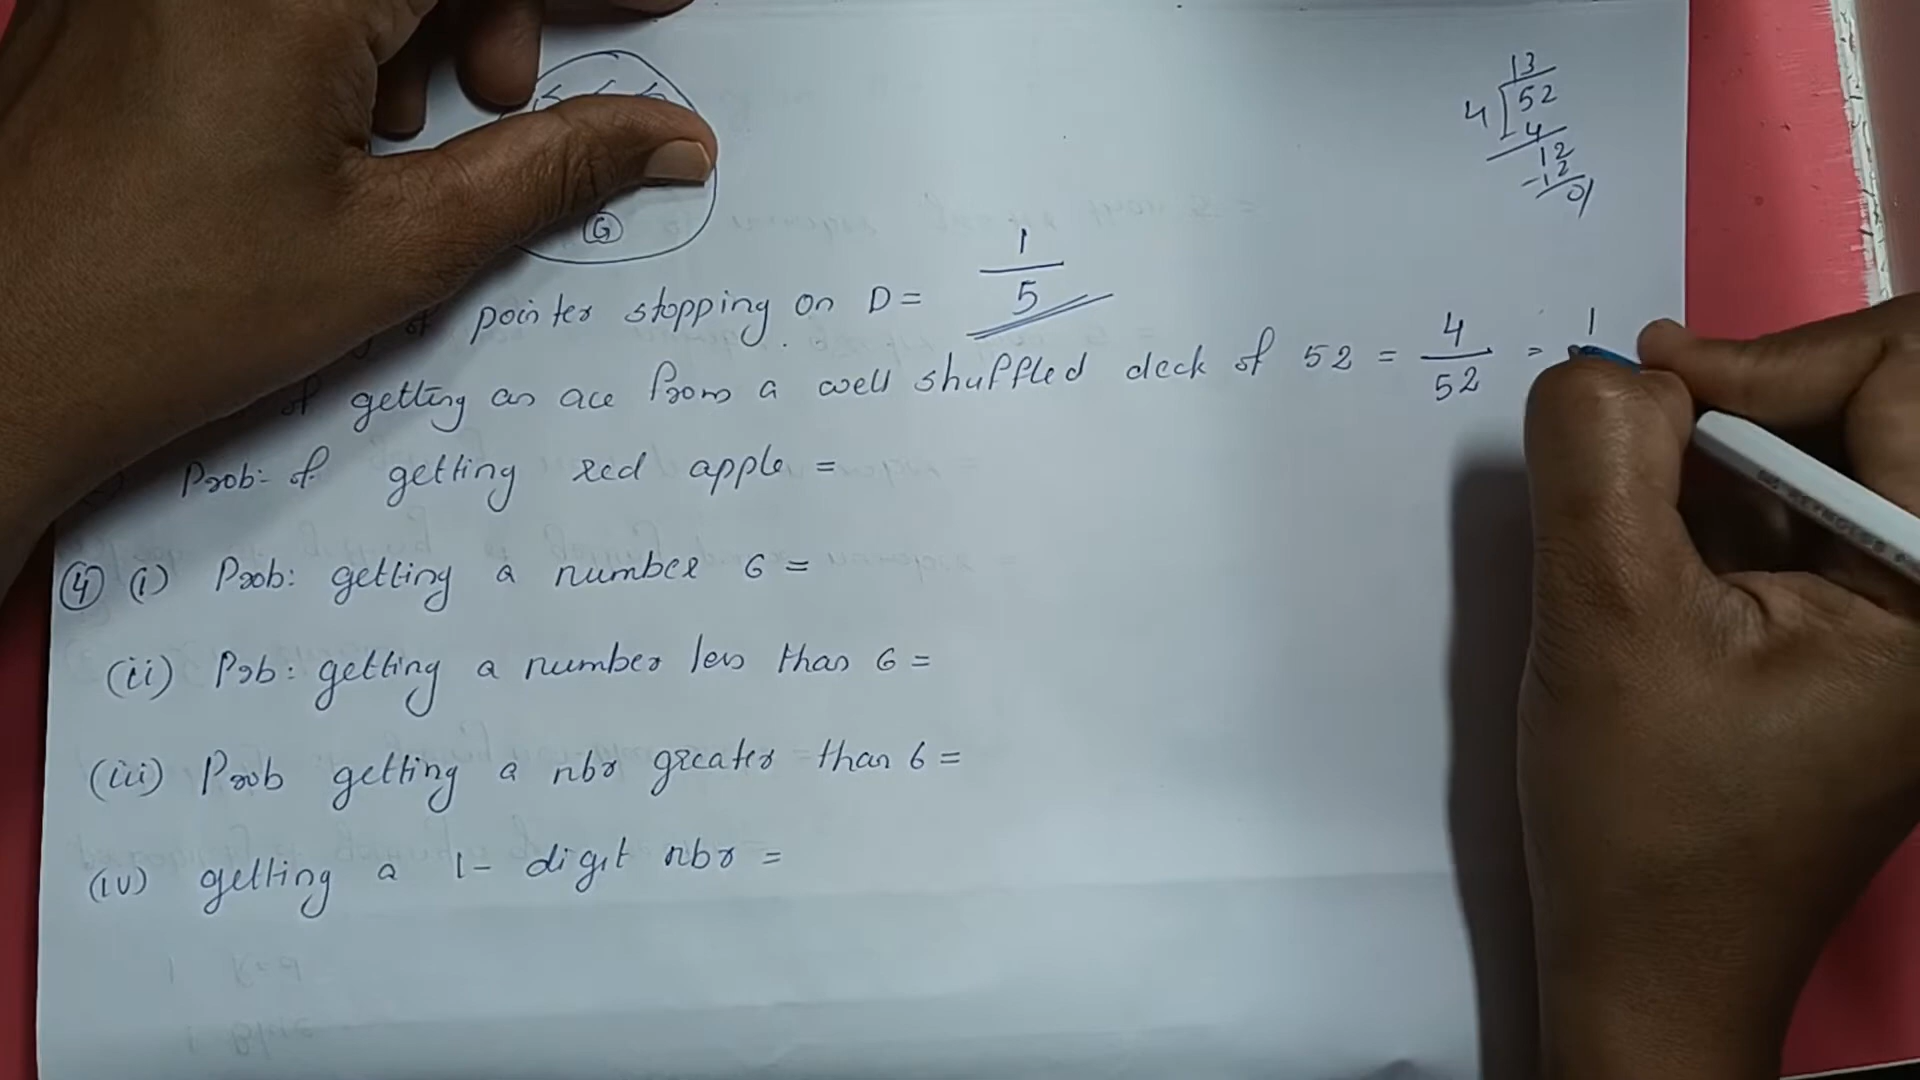 13
4 52
4
12
-12
0
G
of pointer stopping on D = 1/5
of getting an ace from a well shuffled deck of 52 = 4/52 = 1
Prob: of getting red apple =
4 (i) Prob: getting a number 6 =
(ii) Prob: getting a number less than 6 =
(iii) Prob getting a nbr greater than 6 =
(iv) getting a 1- digit nbr =